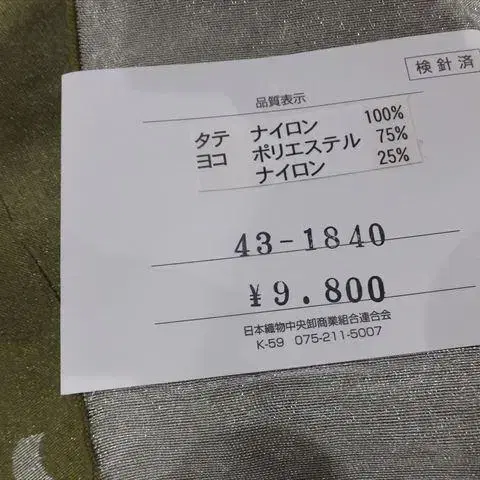 検針済
品質表示
タテ ナイロン 100%
ヨコ ポリエステル 75%
ナイロン 25%
43-1840
¥9.800
日本織物中央卸商業組合連合会
K-59 075-211-5007